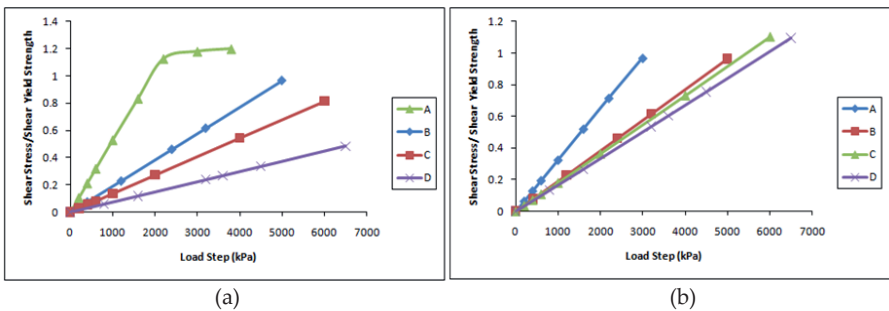 Shear Stress/Shear Yield Strength
1.4
1.2
1
0.8
0.6
0.4
0.2
0
0 1000 2000 3000 4000 5000 6000 7000
Load Step (kPa)
A
B
C
D
(a)
Shear Stress/ Shear Yield Strength
1.2
1
0.8
0.6
0.4
0.2
0
0 1000 2000 3000 4000 5000 6000 7000
Load Step (kPa)
A
B
C
D
(b)